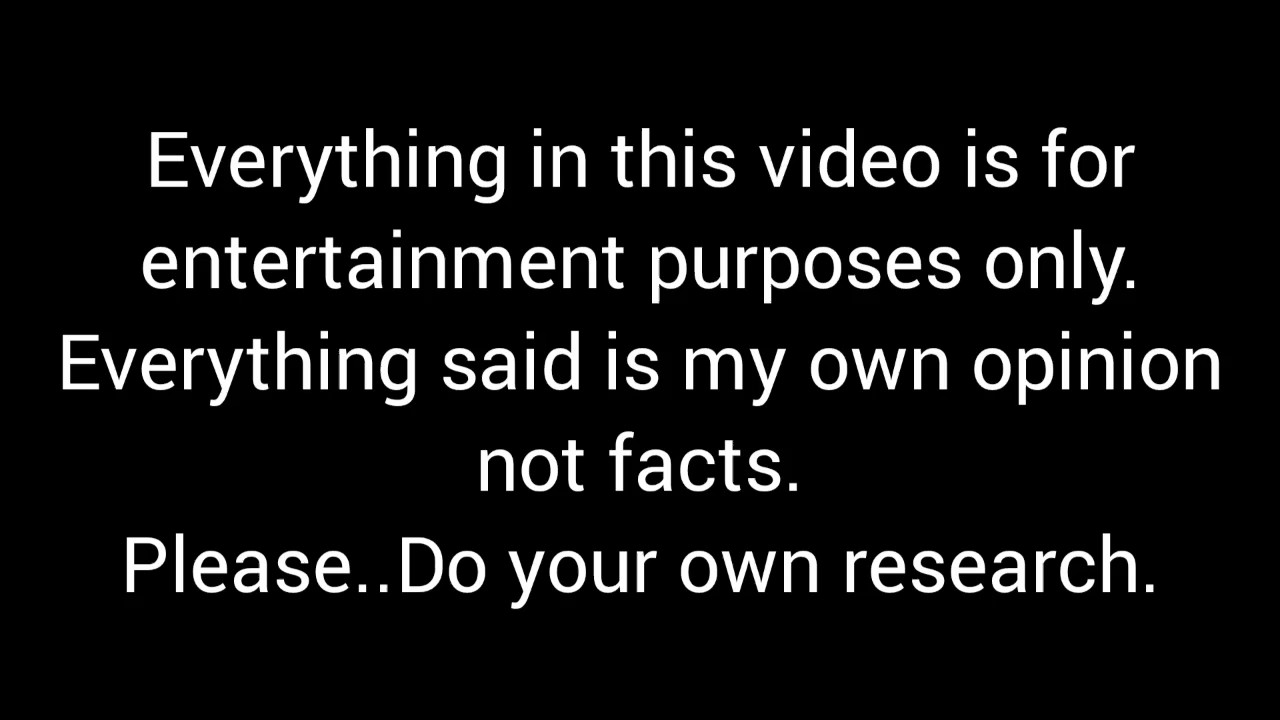 Everything in this video is for
entertainment purposes only.
Everything said is my own opinion
not facts.
Please..Do your own research.